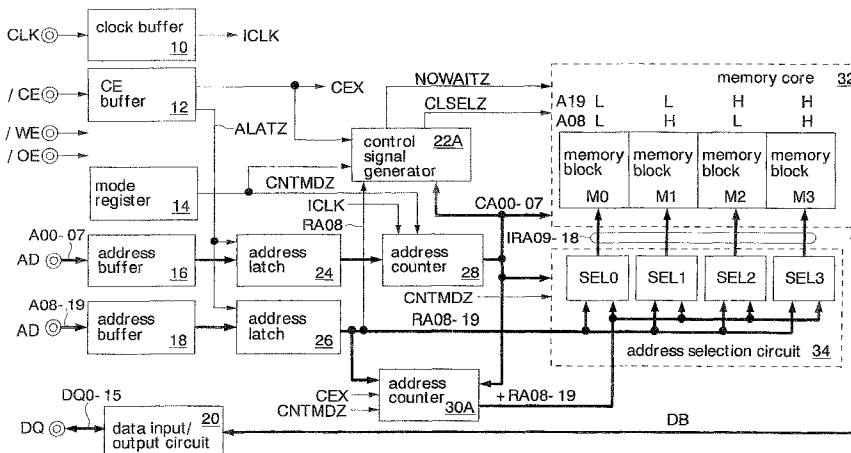 CLK
clock buffer
10
ICLK
/ CE
CE buffer
12
CEX
ALATZ
/ WE
/ OE
mode register
14
CNTMDZ
ICLK
RA08
NOWAITZ
CLSELZ
control signal generator
22A
A00-07
AD
address buffer
16
address latch
24
address counter
28
CA00-07
A08-19
AD
address buffer
18
address latch
26
RA08-19
CEX
CNTMDZ
address counter
30A
+RA08-19
memory core
32
A19 L L H H
A08 L H L H
memory block
M0
memory block
M1
memory block
M2
memory block
M3
IRA09-18
CNTMDZ
SEL0
SEL1
SEL2
SEL3
address selection circuit
34
DQ0-15
DQ
data input/ output circuit
20
DB